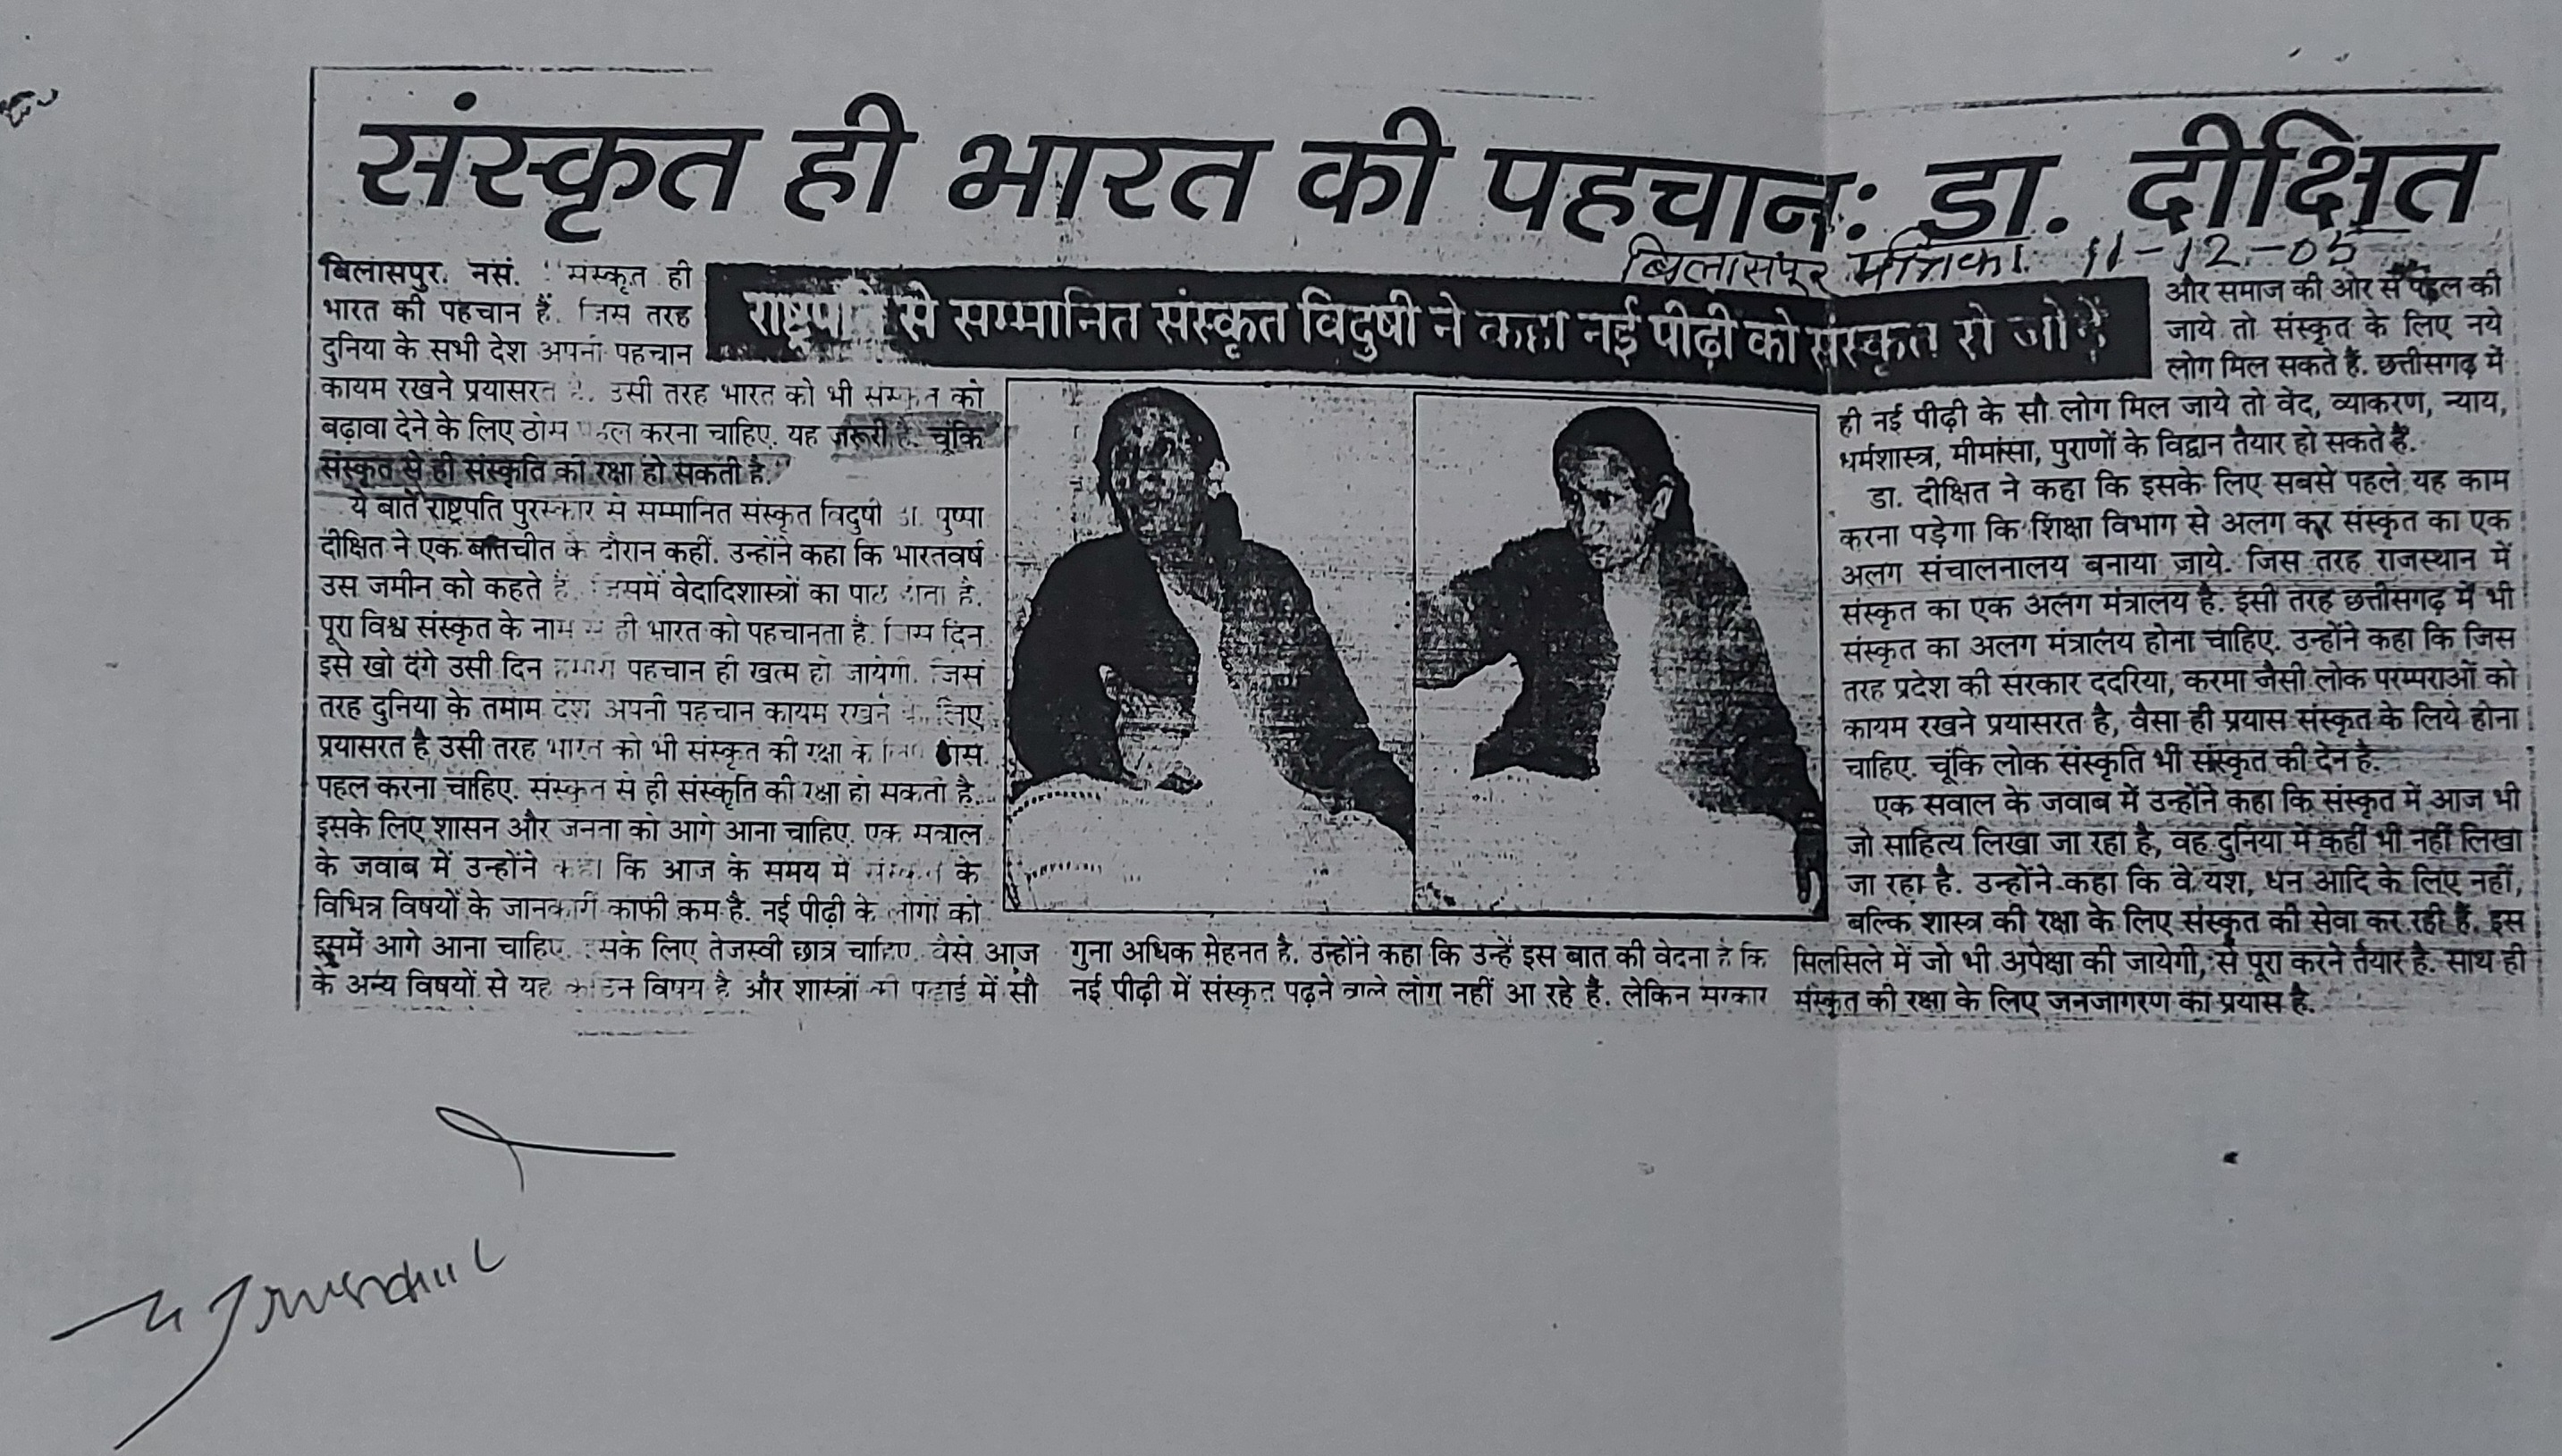 संस्कृत ही भारत की पहचान: डा. दीक्षित
बिलासपुर पत्रिका 11-12-05
राष्ट्रप से सम्मानित संस्कृत विदुषी ने कहा नई पीढ़ी को संस्कृत से जोड़ें
बिलासपुर. नसं. "संस्कृत ही
भारत की पहचान हैं. जिस तरह
दुनिया के सभी देश अपनी पहचान
कायम रखने प्रयासरत है. उसी तरह भारत को भी संस्कृत को
बढ़ावा देने के लिए ठोस पहल करना चाहिए. यह जरूरी है. चूंकि
संस्कृत से ही संस्कृति की रक्षा हो सकती है."
ये बातें राष्ट्रपति पुरस्कार से सम्मानित संस्कृत विदुषी डा. पुष्पा
दीक्षित ने एक बातचीत के दौरान कहीं. उन्होंने कहा कि भारतवर्ष
उस जमीन को कहते है. जिसमें वेदादिशास्त्रों का पाठ होता है.
पूरा विश्व संस्कृत के नाम से ही भारत को पहचानता है. जिस दिन
इसे खो देंगे उसी दिन हमारी पहचान ही खत्म हो जायेगी. जिस
तरह दुनिया के तमाम देश अपनी पहचान कायम रखने के लिए
प्रयासरत है उसी तरह भारत को भी संस्कृत की रक्षा के लिए ठोस
पहल करना चाहिए. संस्कृत से ही संस्कृति की रक्षा हो सकती है.
इसके लिए शासन और जनता को आगे आना चाहिए. एक सवाल
के जवाब में उन्होंने कहा कि आज के समय में संस्कृत के
विभिन्न विषयों के जानकारी काफी कम है. नई पीढ़ी के लोगों को
इसमें आगे आना चाहिए. इसके लिए तेजस्वी छात्र चाहिए. वैसे आज
के अन्य विषयों से यह कठिन विषय है और शास्त्रों की पढ़ाई में सौ
गुना अधिक मेहनत है. उन्होंने कहा कि उन्हें इस बात की वेदना है कि
नई पीढ़ी में संस्कृत पढ़ने वाले लोग नहीं आ रहे है. लेकिन सरकार
और समाज की ओर से पहल की
जाये तो संस्कृत के लिए नये
लोग मिल सकते हैं. छत्तीसगढ़ में
ही नई पीढ़ी के सौ लोग मिल जाये तो वेद, व्याकरण, न्याय,
धर्मशास्त्र, मीमांसा, पुराणों के विद्वान तैयार हो सकते हैं.
डा. दीक्षित ने कहा कि इसके लिए सबसे पहले यह काम
करना पड़ेगा कि शिक्षा विभाग से अलग कर संस्कृत का एक
अलग संचालनालय बनाया जाये. जिस तरह राजस्थान में
संस्कृत का एक अलग मंत्रालय है. इसी तरह छत्तीसगढ़ में भी
संस्कृत का अलग मंत्रालय होना चाहिए. उन्होंने कहा कि जिस
तरह प्रदेश की सरकार ददरिया, करमा जैसी लोक परम्पराओं को
कायम रखने प्रयासरत है, वैसा ही प्रयास संस्कृत के लिये होना
चाहिए. चूंकि लोक संस्कृति भी संस्कृत की देन है.
एक सवाल के जवाब में उन्होंने कहा कि संस्कृत में आज भी
जो साहित्य लिखा जा रहा है, वह दुनिया में कहीं भी नहीं लिखा
जा रहा है. उन्होंने कहा कि वे यश, धन आदि के लिए नहीं,
बल्कि शास्त्र की रक्षा के लिए संस्कृत की सेवा कर रही हैं. इस
सिलसिले में जो भी अपेक्षा की जायेगी, से पूरा करने तैयार है. साथ ही
संस्कृत की रक्षा के लिए जनजागरण का प्रयास है.